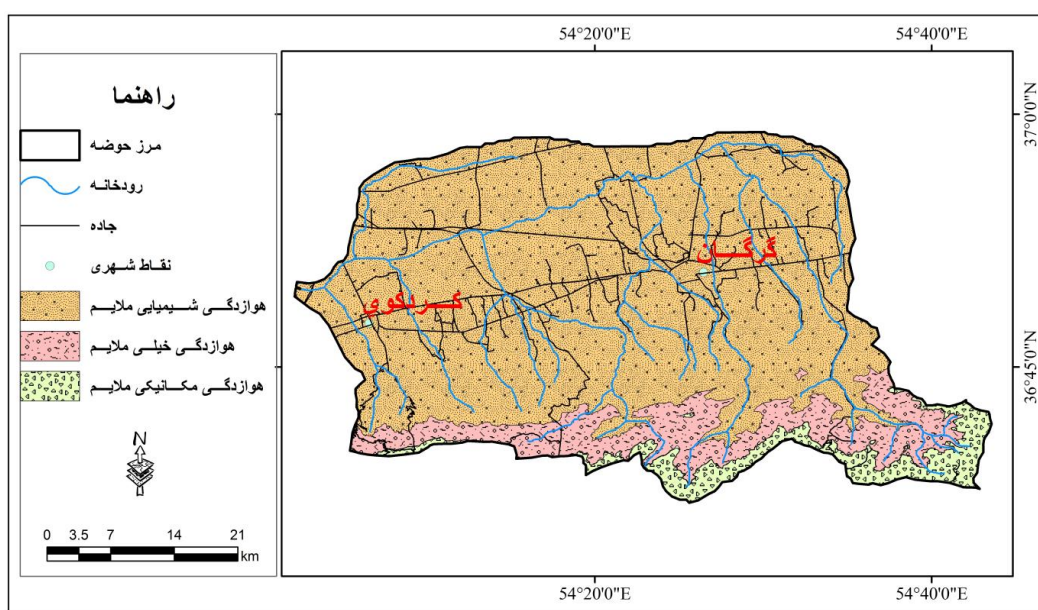 54°20'0"E
54°40'0"E
راهنما
مرز حوضه
رودخانه
جاده
نقاط شهری
هوازدگی شیمیایی ملایم
هوازدگی خیلی ملایم
هوازدگی مکانیکی ملایم
N
0 3.5 7 14 21
km
گرگان
کردکوی
37°0'0"N
36°45'0"N
54°20'0"E
54°40'0"E